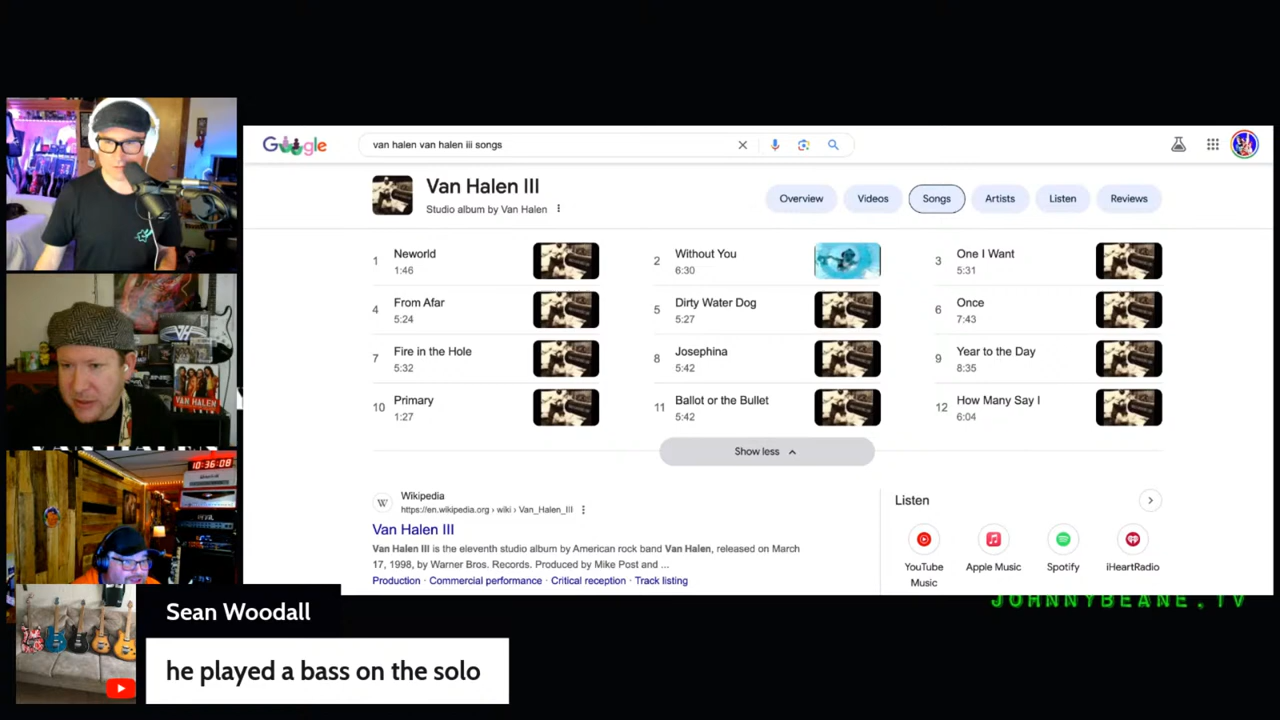 Google
van halen van halen iii songs
Van Halen III
Studio album by Van Halen
Overview
Videos
Songs
Artists
Listen
Reviews
1 Neworld
1:46
2 Without You
6:30
3 One I Want
5:31
4 From Afar
5:24
5 Dirty Water Dog
5:27
6 Once
7:43
7 Fire in the Hole
5:32
8 Josephina
5:42
9 Year to the Day
8:35
10 Primary
1:27
11 Ballot or the Bullet
5:42
12 How Many Say I
6:04
Show less
W
Wikipedia
https://en.wikipedia.org › wiki › Van_Halen_III
Van Halen III
Van Halen III is the eleventh studio album by American rock band Van Halen, released on March
17, 1998, by Warner Bros. Records. Produced by Mike Post and ...
Production · Commercial performance · Critical reception · Track listing
Listen
YouTube
Music
Apple Music
Spotify
iHeartRadio
VAN HALEN
10:36:08
JOHNNYBEANE.TV
Sean Woodall
he played a bass on the solo